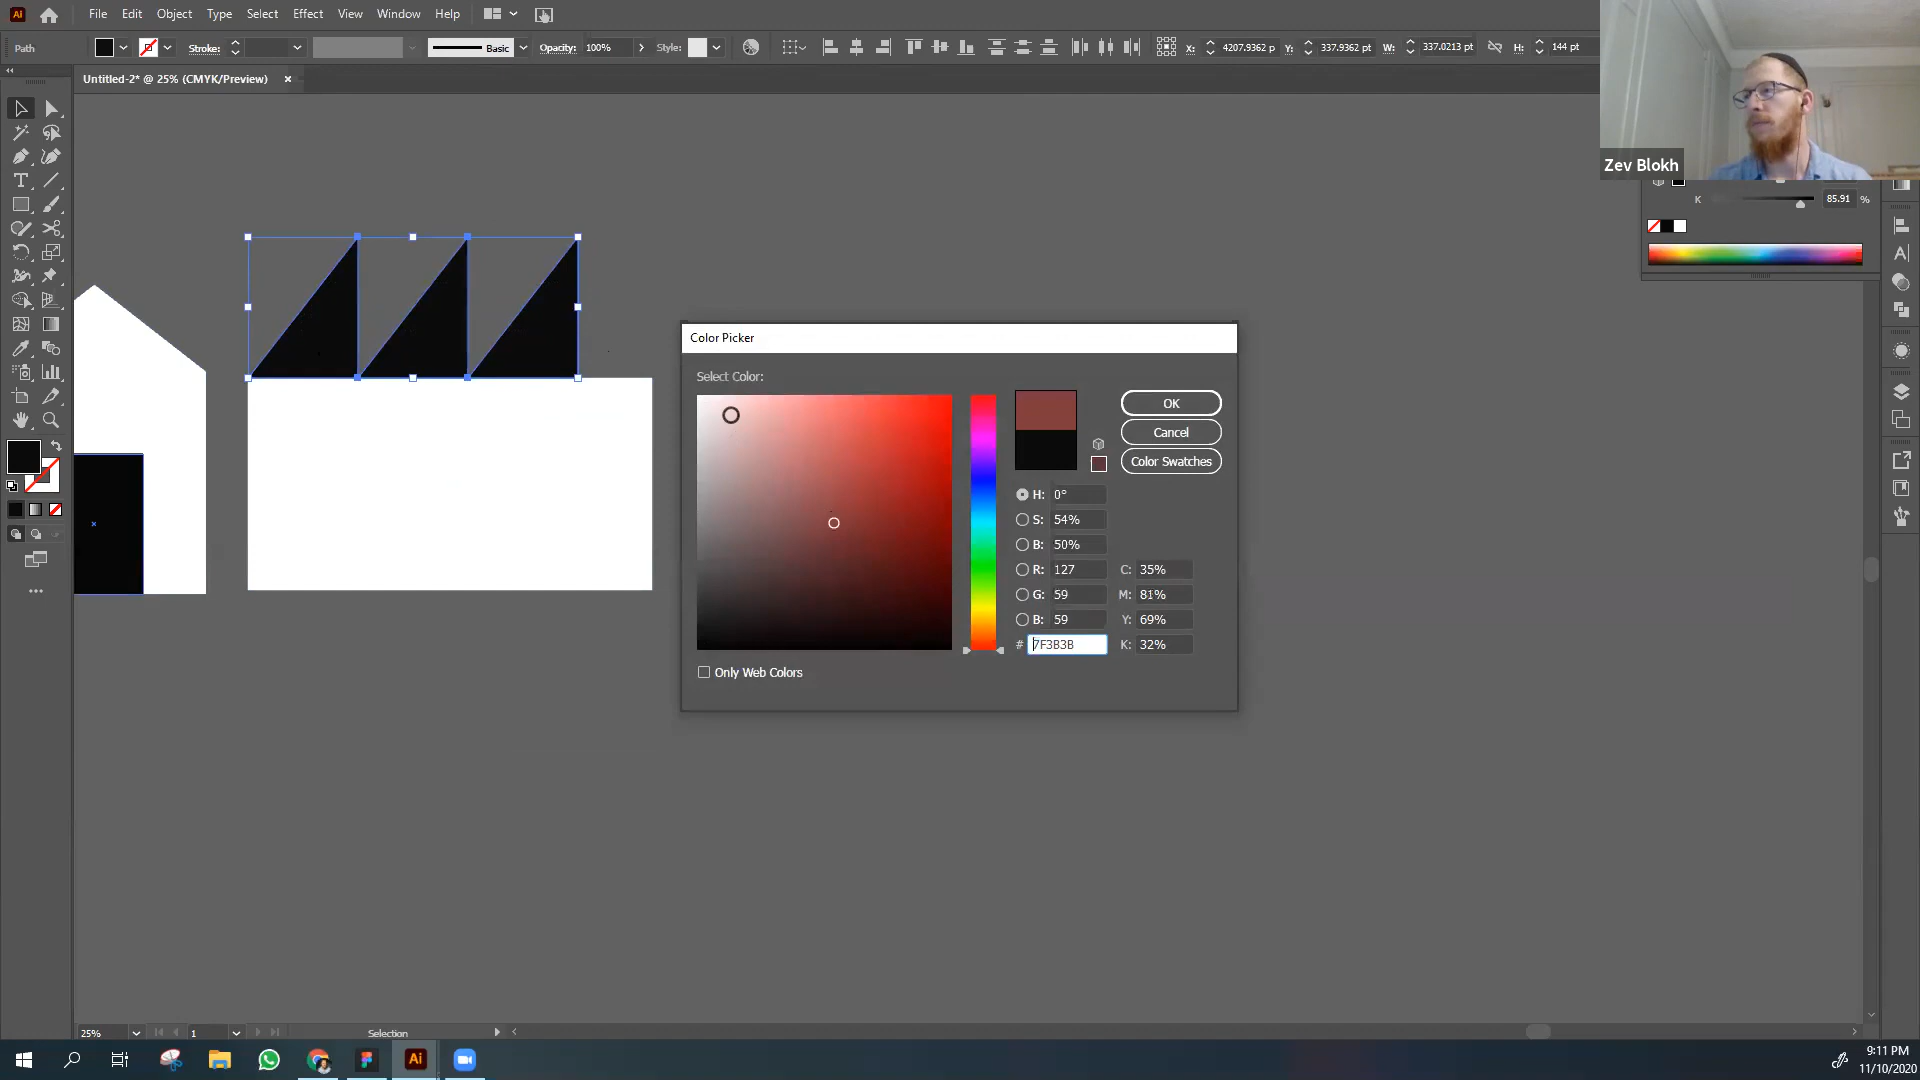 Ai
File Edit Object Type Select Effect View Window Help
Path
Stroke:
Basic
Opacity: 100%
Style:
X: 4207.9362 p
Y: 337.9362 pt
W: 337.0213 pt
H: 144 pt
Untitled-2* @ 25% (CMYK/Preview)
Zev Blokh
K 85.91 %
Color Picker
Select Color:
OK
Cancel
Color Swatches
H: 0°
S: 54%
B: 50%
R: 127
C: 35%
G: 59
M: 81%
B: 59
Y: 69%
# 7F3B3B
K: 32%
Only Web Colors
25%
1
Selection
Ai
9:11 PM
11/10/2020